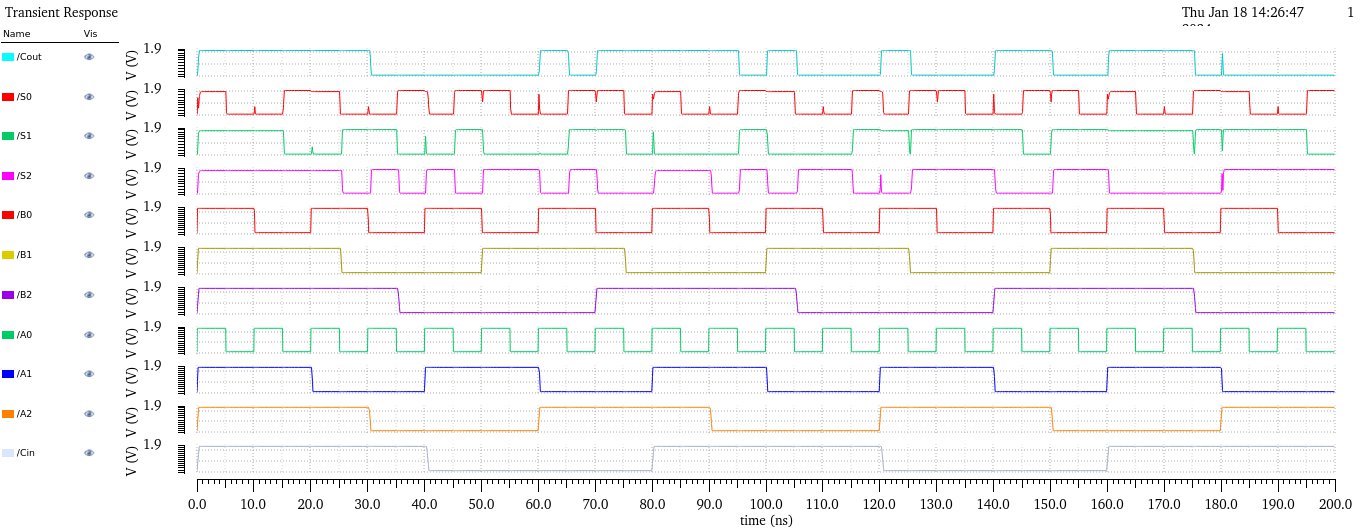 Transient Response
Thu Jan 18 14:26:47 1
Name Vis
/Cout V (V) 1.9
/S0 V (V) 1.9
/S1 V (V) 1.9
/S2 V (V) 1.9
/B0 V (V) 1.9
/B1 V (V) 1.9
/B2 V (V) 1.9
/A0 V (V) 1.9
/A1 V (V) 1.9
/A2 V (V) 1.9
/Cin V (V) 1.9
0.0 10.0 20.0 30.0 40.0 50.0 60.0 70.0 80.0 90.0 100.0 110.0 120.0 130.0 140.0 150.0 160.0 170.0 180.0 190.0 200.0
time (ns)